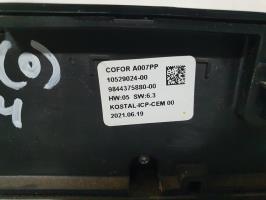 COFOR A007PP
10529024-00
9844375880-00
HW:05 SW:6.3
KOSTAL-ICP-CEM 00
2021.06.19